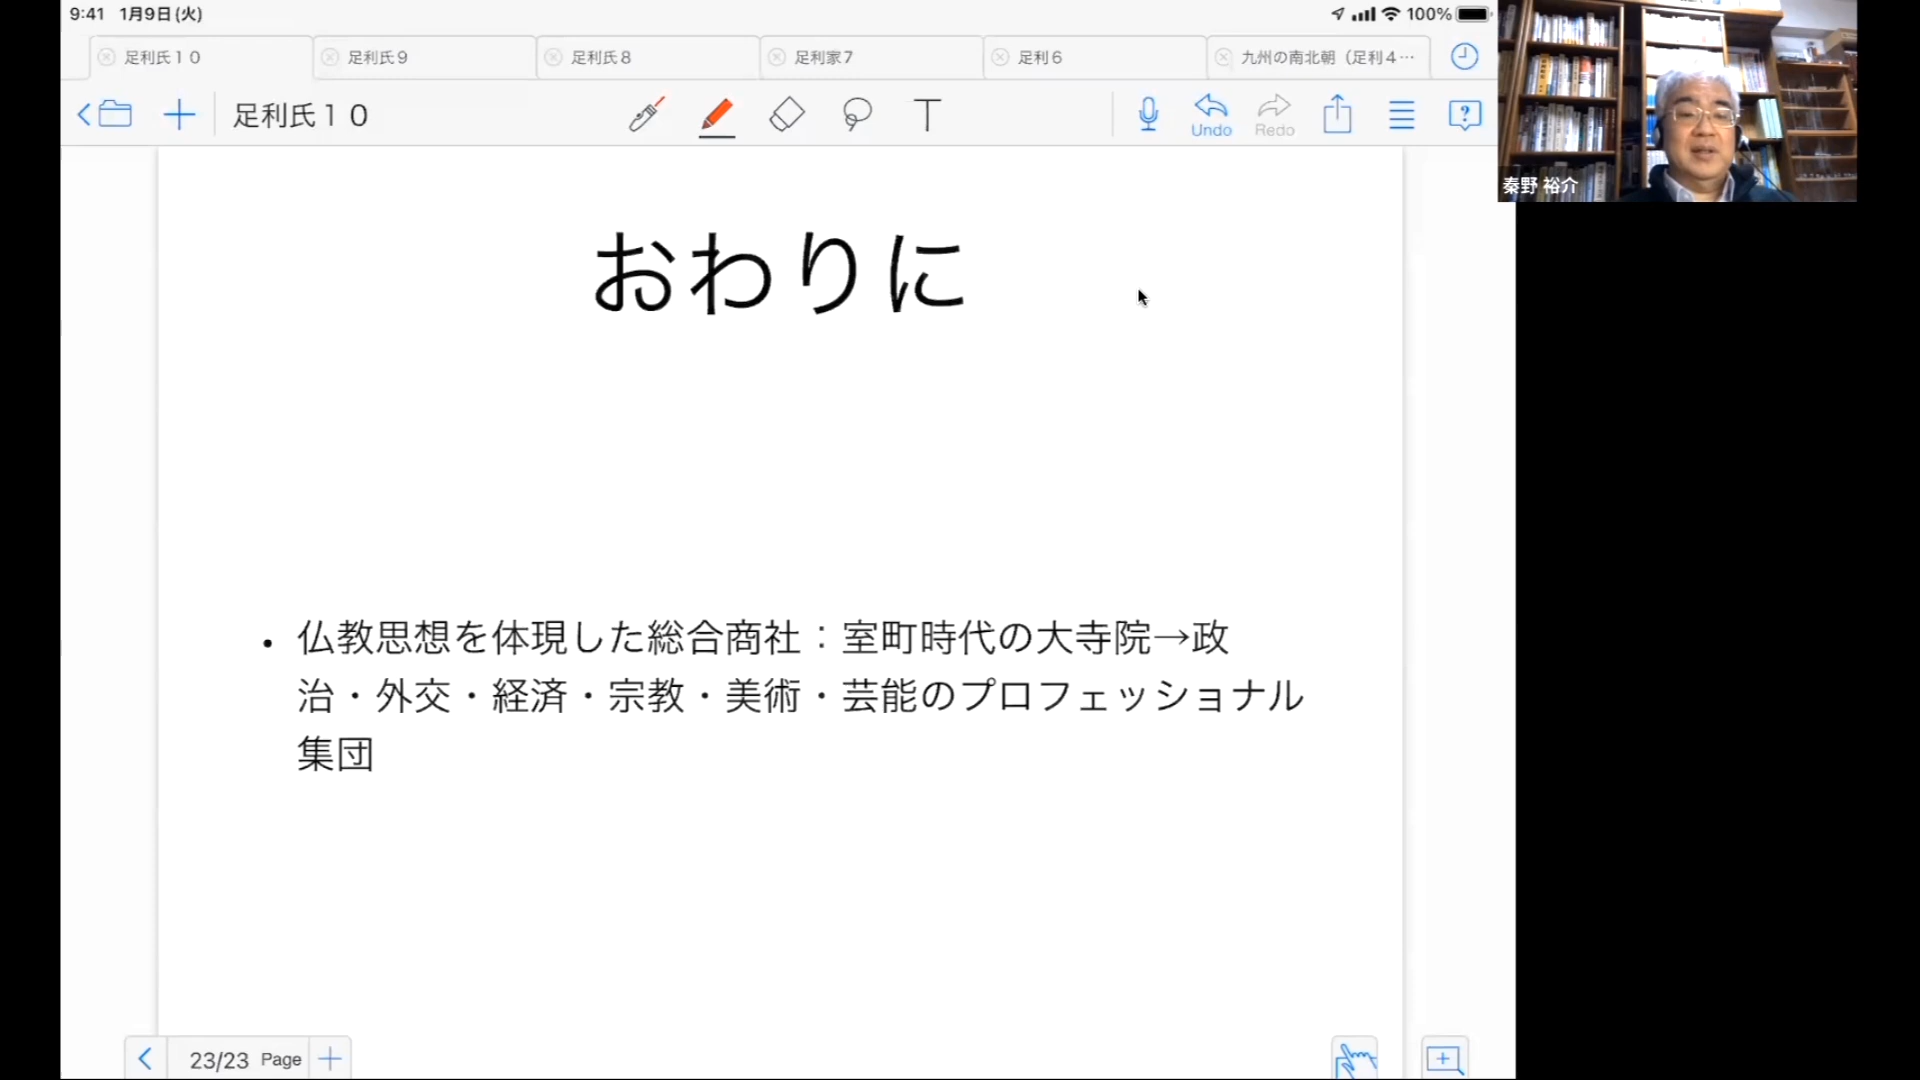 9:41 1月9日(火)
100%
足利氏１０
足利氏９
足利氏８
足利家７
足利６
九州の南北朝（足利４…
足利氏１０
T
Undo
Redo
?
秦野 裕介
おわりに
• 仏教思想を体現した総合商社：室町時代の大寺院→政
治・外交・経済・宗教・美術・芸能のプロフェッショナル
集団
23/23 Page